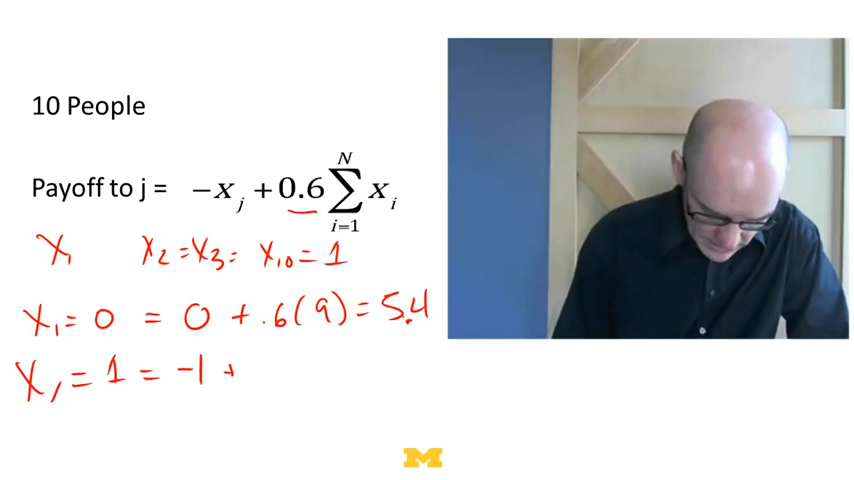 10 People
Payoff to j = −x_j + 0.6 ∑_{i=1}^{N} x_i
x₁ x₂ = x₃ = x₁₀ = 1
x₁ = 0 = 0 + .6(9) = 5.4
x₁ = 1 = -1 +
M